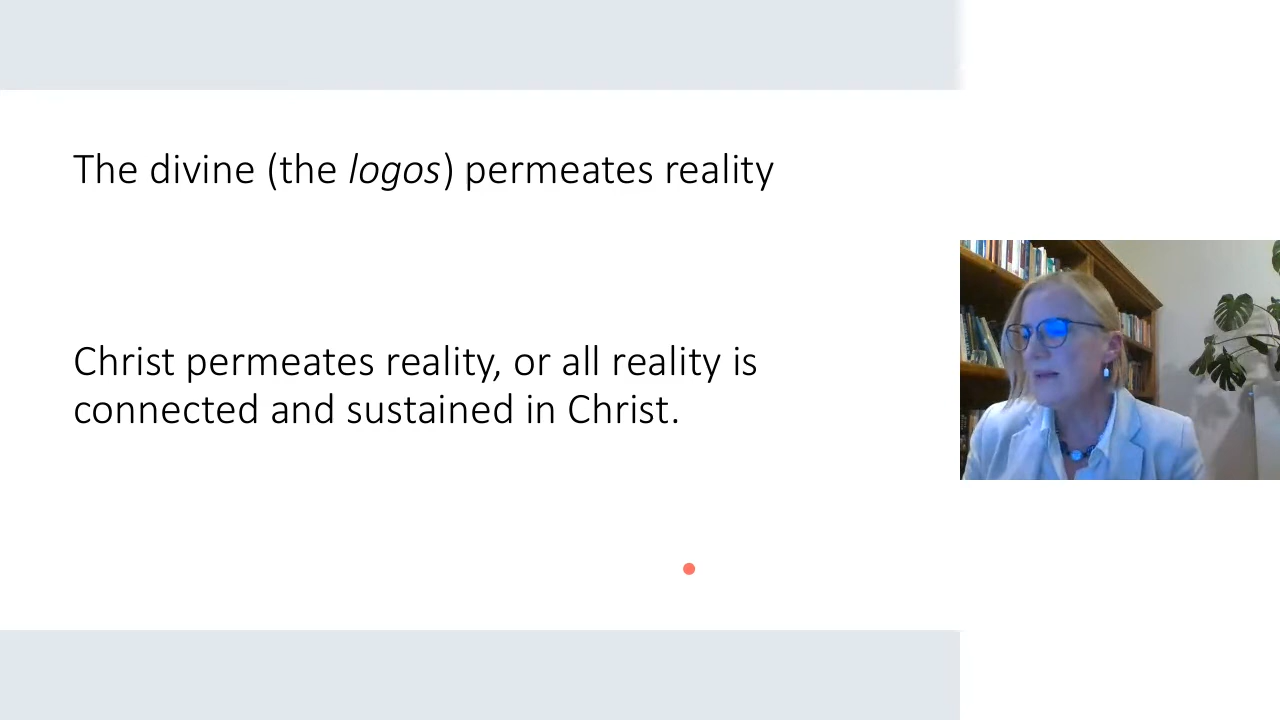 The divine (the logos) permeates reality
Christ permeates reality, or all reality is
connected and sustained in Christ.